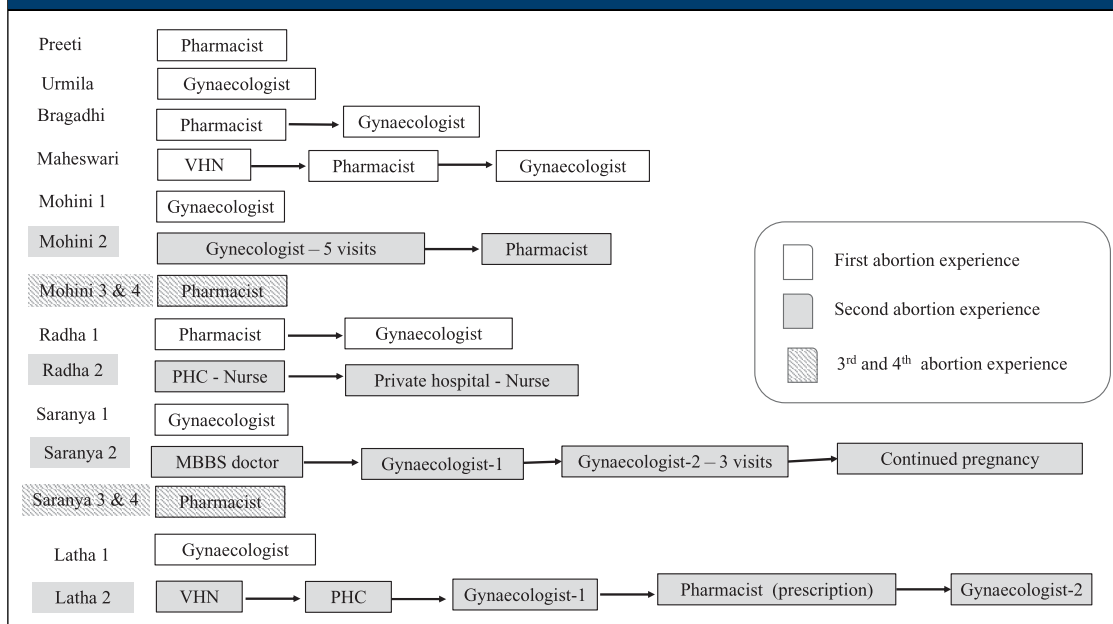 Preeti Pharmacist
Urmila Gynaecologist
Bragadhi Pharmacist Gynaecologist
Maheswari VHN Pharmacist Gynaecologist
Mohini 1 Gynaecologist
Mohini 2 Gynecologist – 5 visits Pharmacist
Mohini 3 & 4 Pharmacist
Radha 1 Pharmacist Gynaecologist
Radha 2 PHC - Nurse Private hospital - Nurse
Saranya 1 Gynaecologist
Saranya 2 MBBS doctor Gynaecologist-1 Gynaecologist-2 – 3 visits Continued pregnancy
Saranya 3 & 4 Pharmacist
Latha 1 Gynaecologist
Latha 2 VHN PHC Gynaecologist-1 Pharmacist (prescription) Gynaecologist-2
First abortion experience
Second abortion experience
3rd and 4th abortion experience